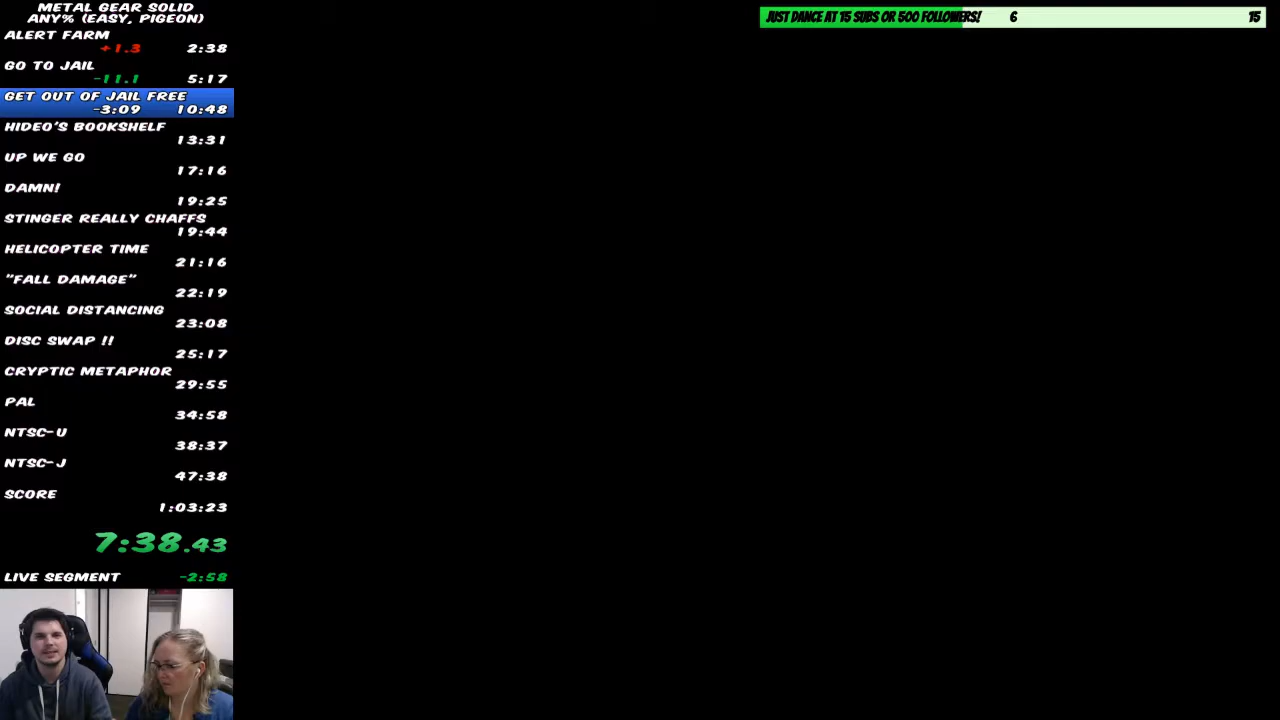 METAL GEAR SOLID
ANY% (EASY, PIGEON)
ALERT FARM
+1.3 2:38
GO TO JAIL
-11.1 5:17
GET OUT OF JAIL FREE
-3:09 10:48
HIDEO'S BOOKSHELF
13:31
UP WE GO
17:16
DAMN!
19:25
STINGER REALLY CHAFFS
19:44
HELICOPTER TIME
21:16
"FALL DAMAGE"
22:19
SOCIAL DISTANCING
23:08
DISC SWAP !!
25:17
CRYPTIC METAPHOR
29:55
PAL
34:58
NTSC-U
38:37
NTSC-J
47:38
SCORE
1:03:23
7:38.43
LIVE SEGMENT -2:58
JUST DANCE AT 15 SUBS OR 500 FOLLOWERS! 6 15